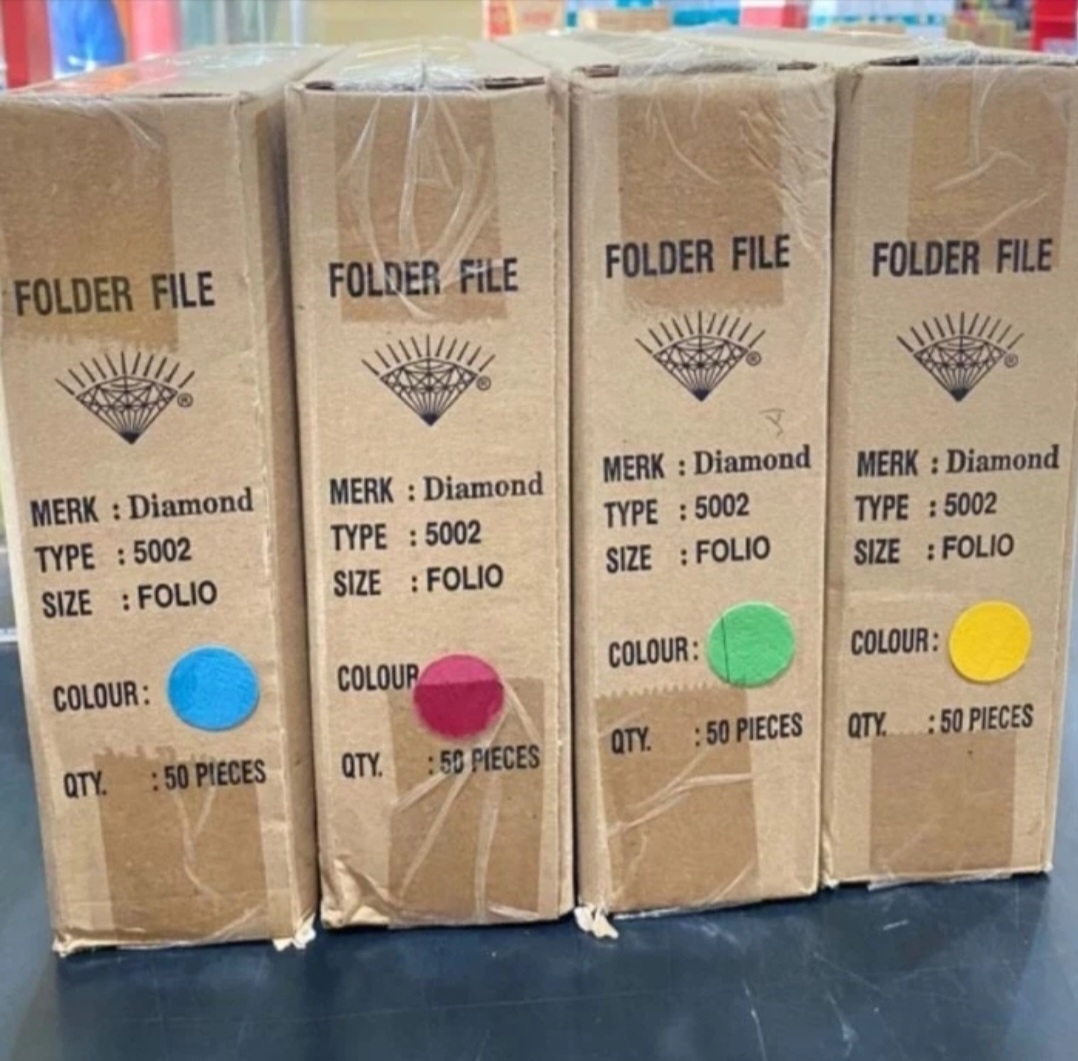 FOLDER FILE
®
MERK : Diamond
TYPE : 5002
SIZE : FOLIO
COLOUR :
QTY. : 50 PIECES
FOLDER FILE
®
MERK : Diamond
TYPE : 5002
SIZE : FOLIO
COLOUR
QTY. : 50 PIECES
FOLDER FILE
®
MERK : Diamond
TYPE : 5002
SIZE : FOLIO
COLOUR :
QTY. : 50 PIECES
FOLDER FILE
®
MERK : Diamond
TYPE : 5002
SIZE : FOLIO
COLOUR :
QTY. : 50 PIECES